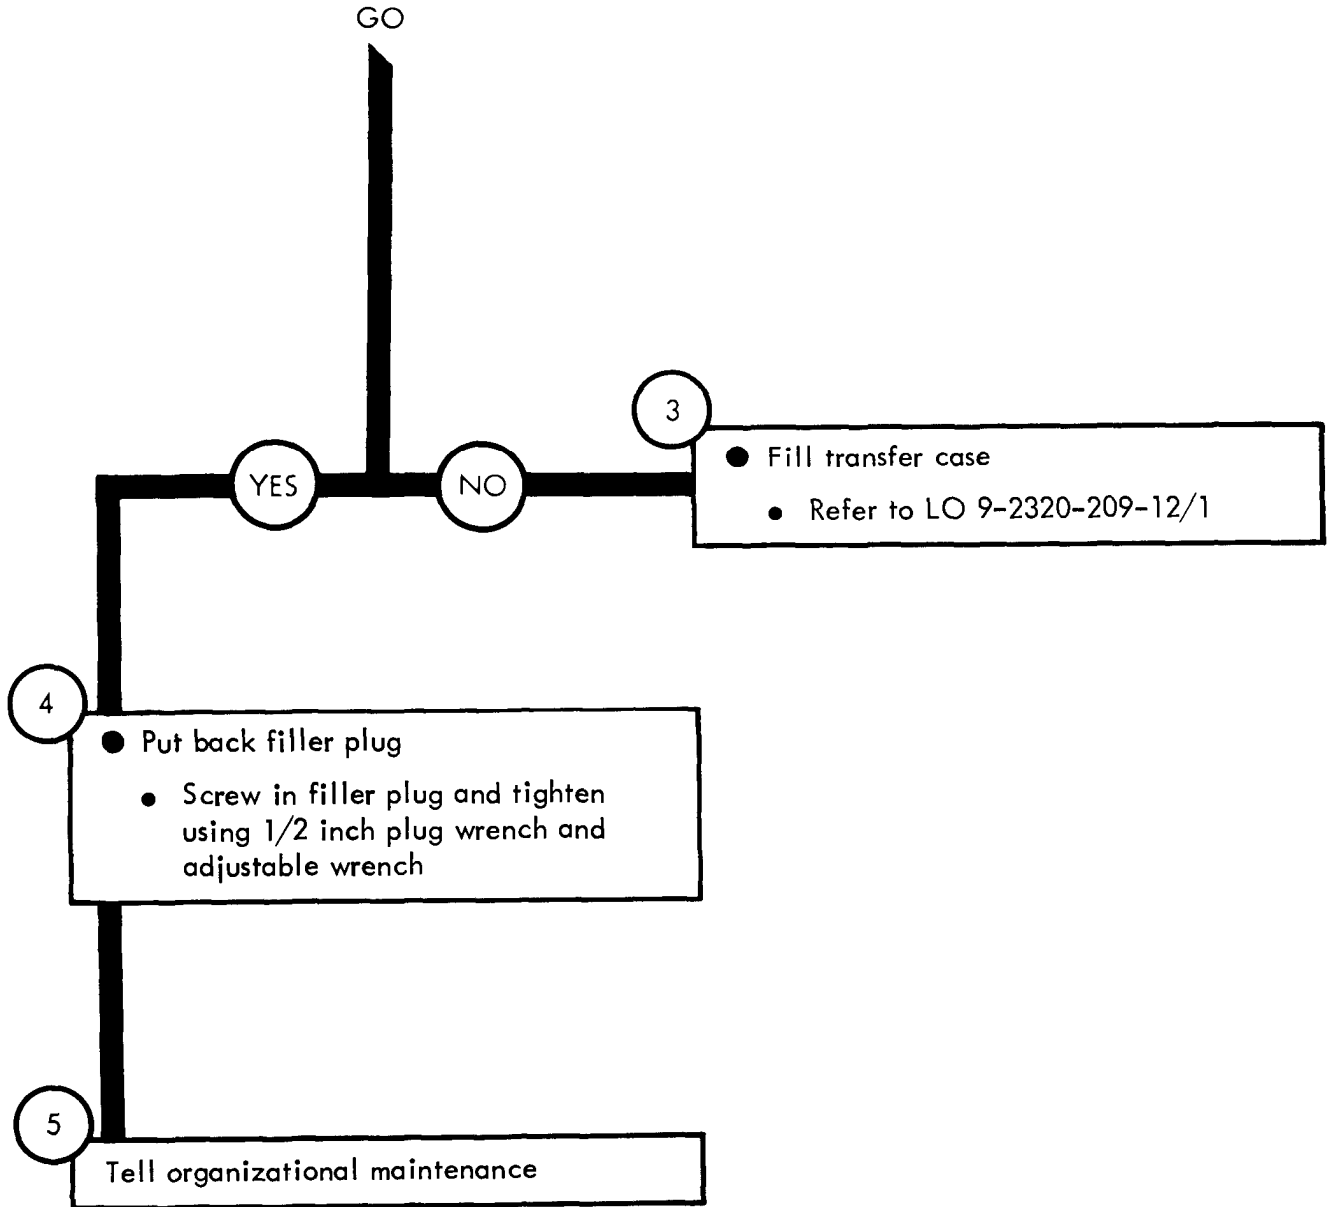 GO
3
● Fill transfer case
● Refer to LO 9-2320-209-12/1
YES
NO
4
● Put back filler plug
● Screw in filler plug and tighten
using 1/2 inch plug wrench and
adjustable wrench
5
Tell organizational maintenance